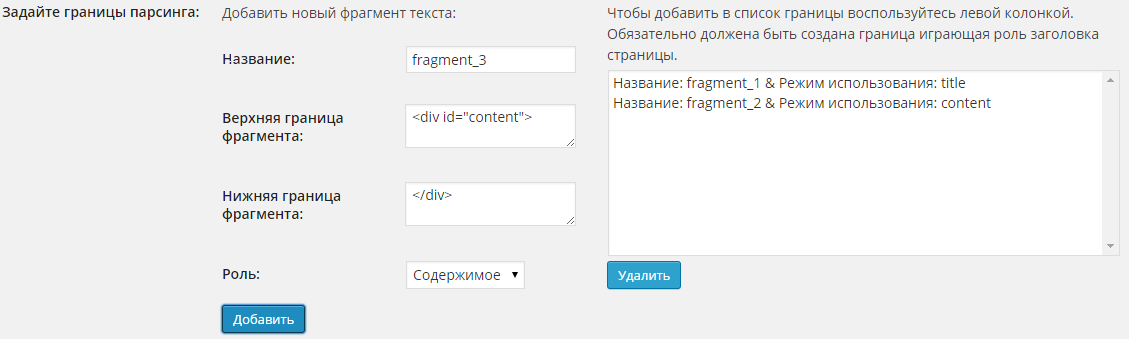 Задайте границы парсинга:
Добавить новый фрагмент текста:
Название:
fragment_3
Верхняя граница
фрагмента:
<div id="content">
Нижняя граница
фрагмента:
</div>
Роль:
Содержимое
Добавить
Чтобы добавить в список границы воспользуйтесь левой колонкой.
Обязательно должена быть создана граница играющая роль заголовка
страницы.
Название: fragment_1 & Режим использования: title
Название: fragment_2 & Режим использования: content
Удалить